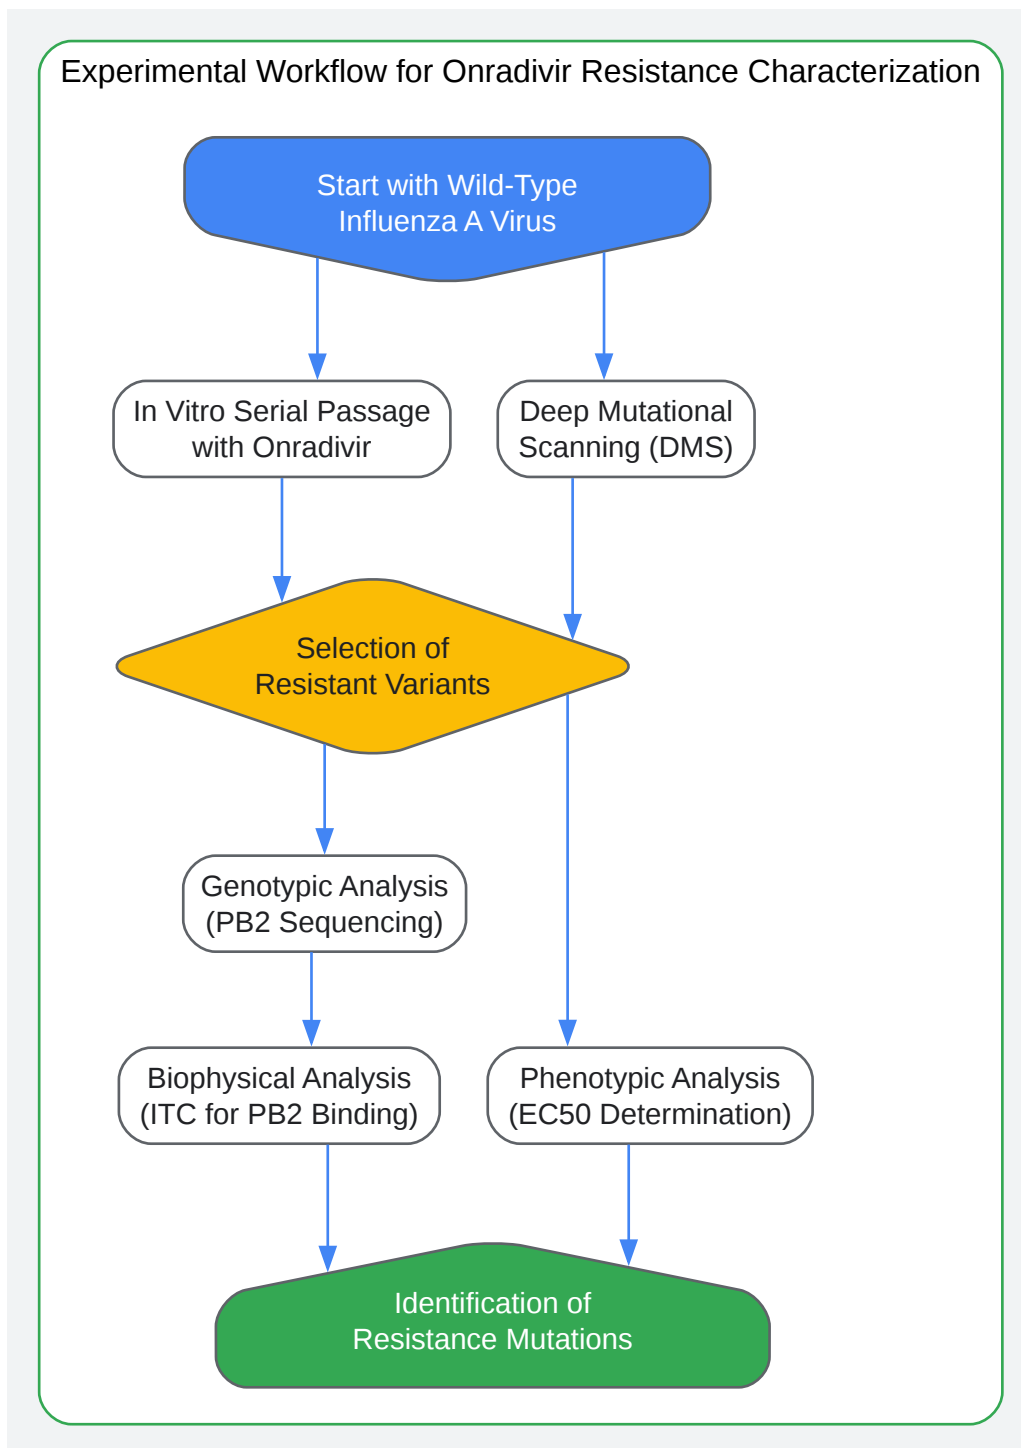 Experimental Workflow for Onradivir Resistance Characterization
Start with Wild-Type
Influenza A Virus
In Vitro Serial Passage
with Onradivir
Deep Mutational
Scanning (DMS)
Selection of
Resistant Variants
Genotypic Analysis
(PB2 Sequencing)
Biophysical Analysis
(ITC for PB2 Binding)
Phenotypic Analysis
(EC50 Determination)
Identification of
Resistance Mutations